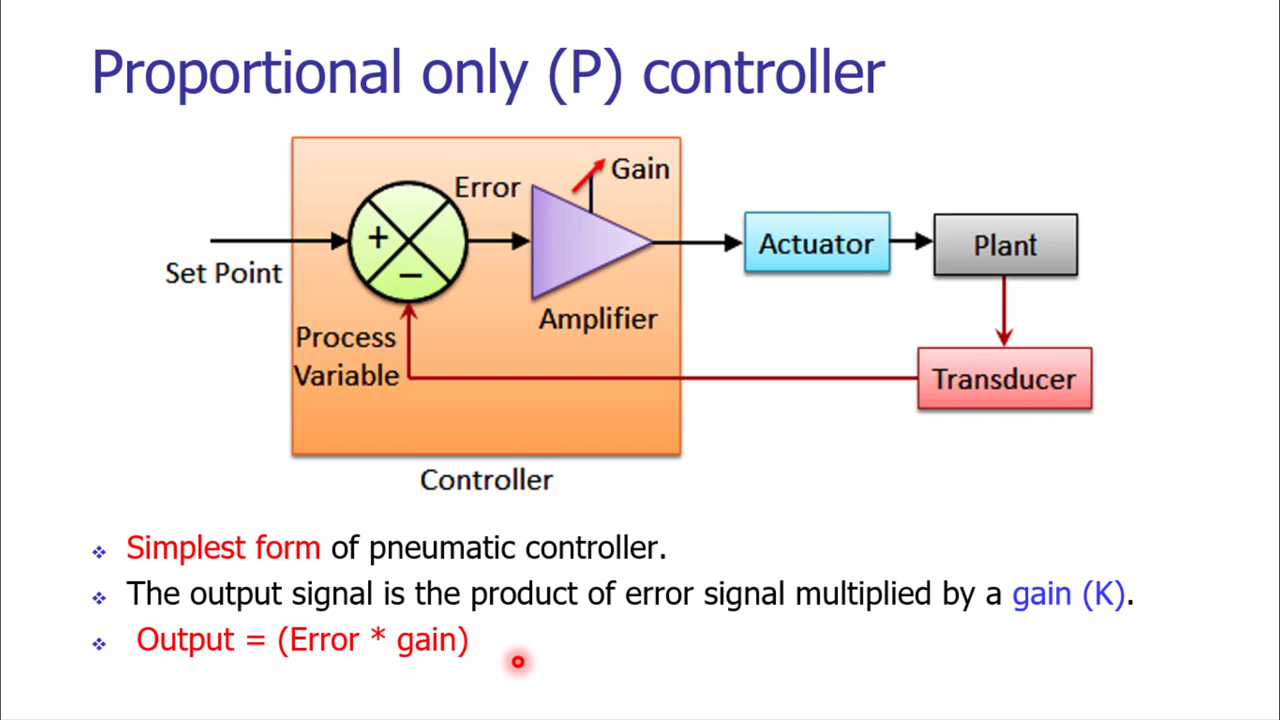 Proportional only (P) controller
Gain
Error
+
−
Set Point
Amplifier
Actuator
Plant
Process
Variable
Transducer
Controller
Simplest form of pneumatic controller.
The output signal is the product of error signal multiplied by a gain (K).
Output = (Error * gain)